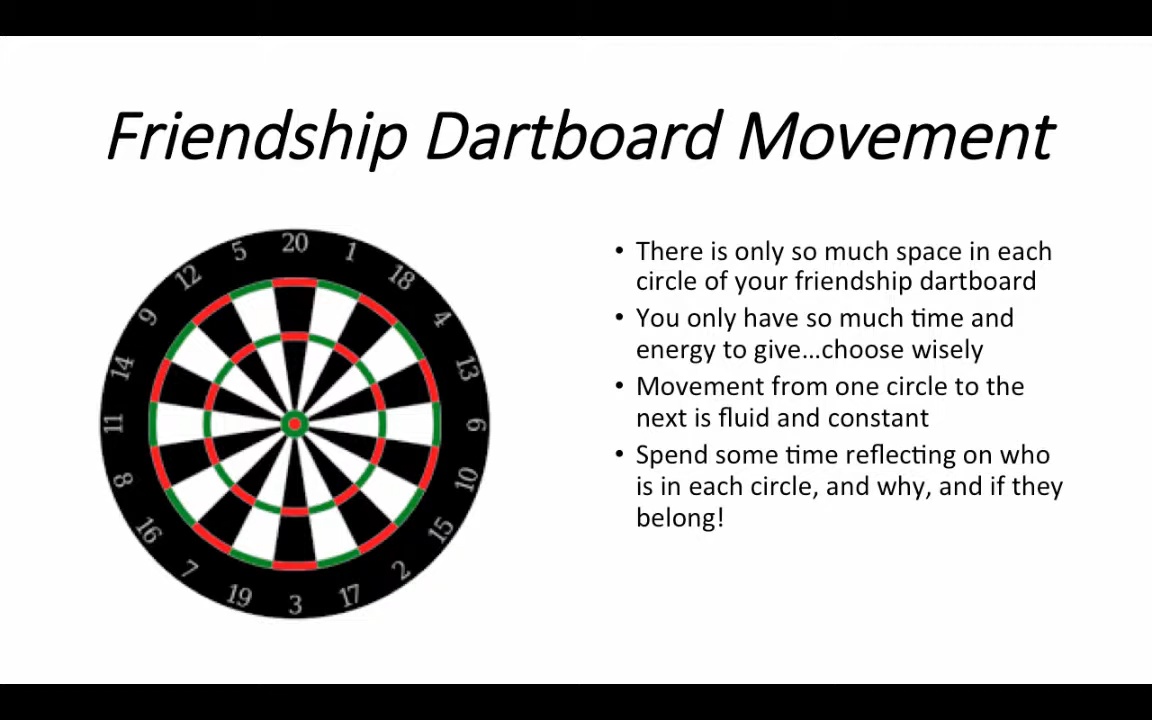 Friendship Dartboard Movement
20
1
18
4
13
6
10
15
2
17
3
19
7
16
8
11
14
9
12
5
• There is only so much space in each
circle of your friendship dartboard
• You only have so much time and
energy to give...choose wisely
• Movement from one circle to the
next is fluid and constant
• Spend some time reflecting on who
is in each circle, and why, and if they
belong!